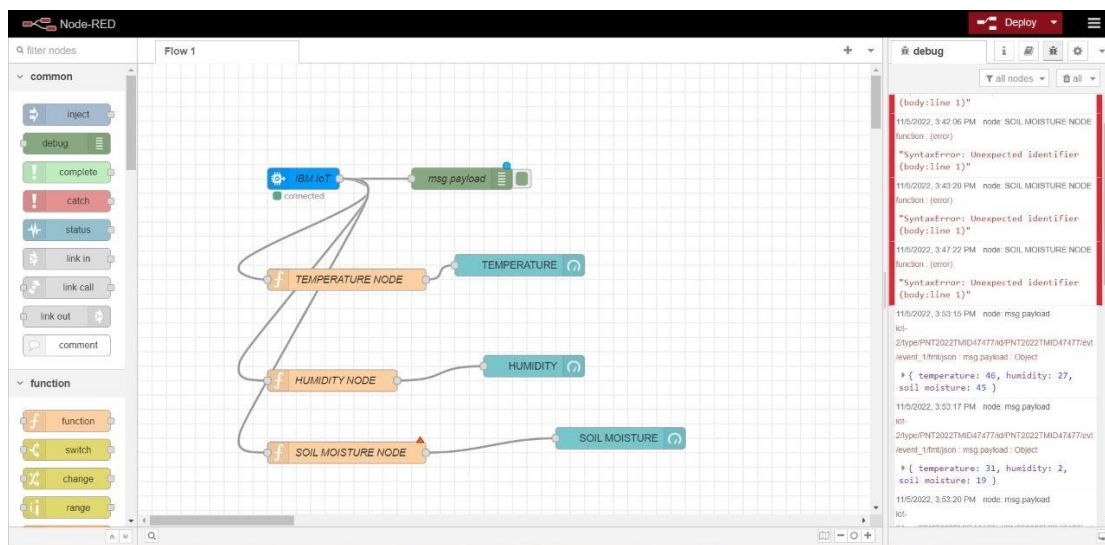 Node-RED
Deploy
filter nodes
common
inject
debug
complete
catch
status
link in
link call
link out
comment
function
function
switch
change
range
Flow 1
IBM IoT
connected
msg.payload
TEMPERATURE NODE
TEMPERATURE
HUMIDITY NODE
HUMIDITY
SOIL MOISTURE NODE
SOIL MOISTURE
debug
all nodes
all
(body:line 1)"
11/5/2022, 3:42:06 PM node: SOIL MOISTURE NODE
function : (error)
"SyntaxError: Unexpected identifier
(body:line 1)"
11/5/2022, 3:43:20 PM node: SOIL MOISTURE NODE
function : (error)
"SyntaxError: Unexpected identifier
(body:line 1)"
11/5/2022, 3:47:22 PM node: SOIL MOISTURE NODE
function : (error)
"SyntaxError: Unexpected identifier
(body:line 1)"
11/5/2022, 3:53:15 PM node: msg.payload
iot-
2/type/PNT2022TMID47477/id/PNT2022TMID47477/evt
/event_1/fmt/json : msg.payload : Object
{ temperature: 46, humidity: 27,
soil moisture: 45 }
11/5/2022, 3:53:17 PM node: msg.payload
iot-
2/type/PNT2022TMID47477/id/PNT2022TMID47477/evt
/event_1/fmt/json : msg.payload : Object
{ temperature: 31, humidity: 2,
soil moisture: 19 }
11/5/2022, 3:53:20 PM node: msg.payload
iot-